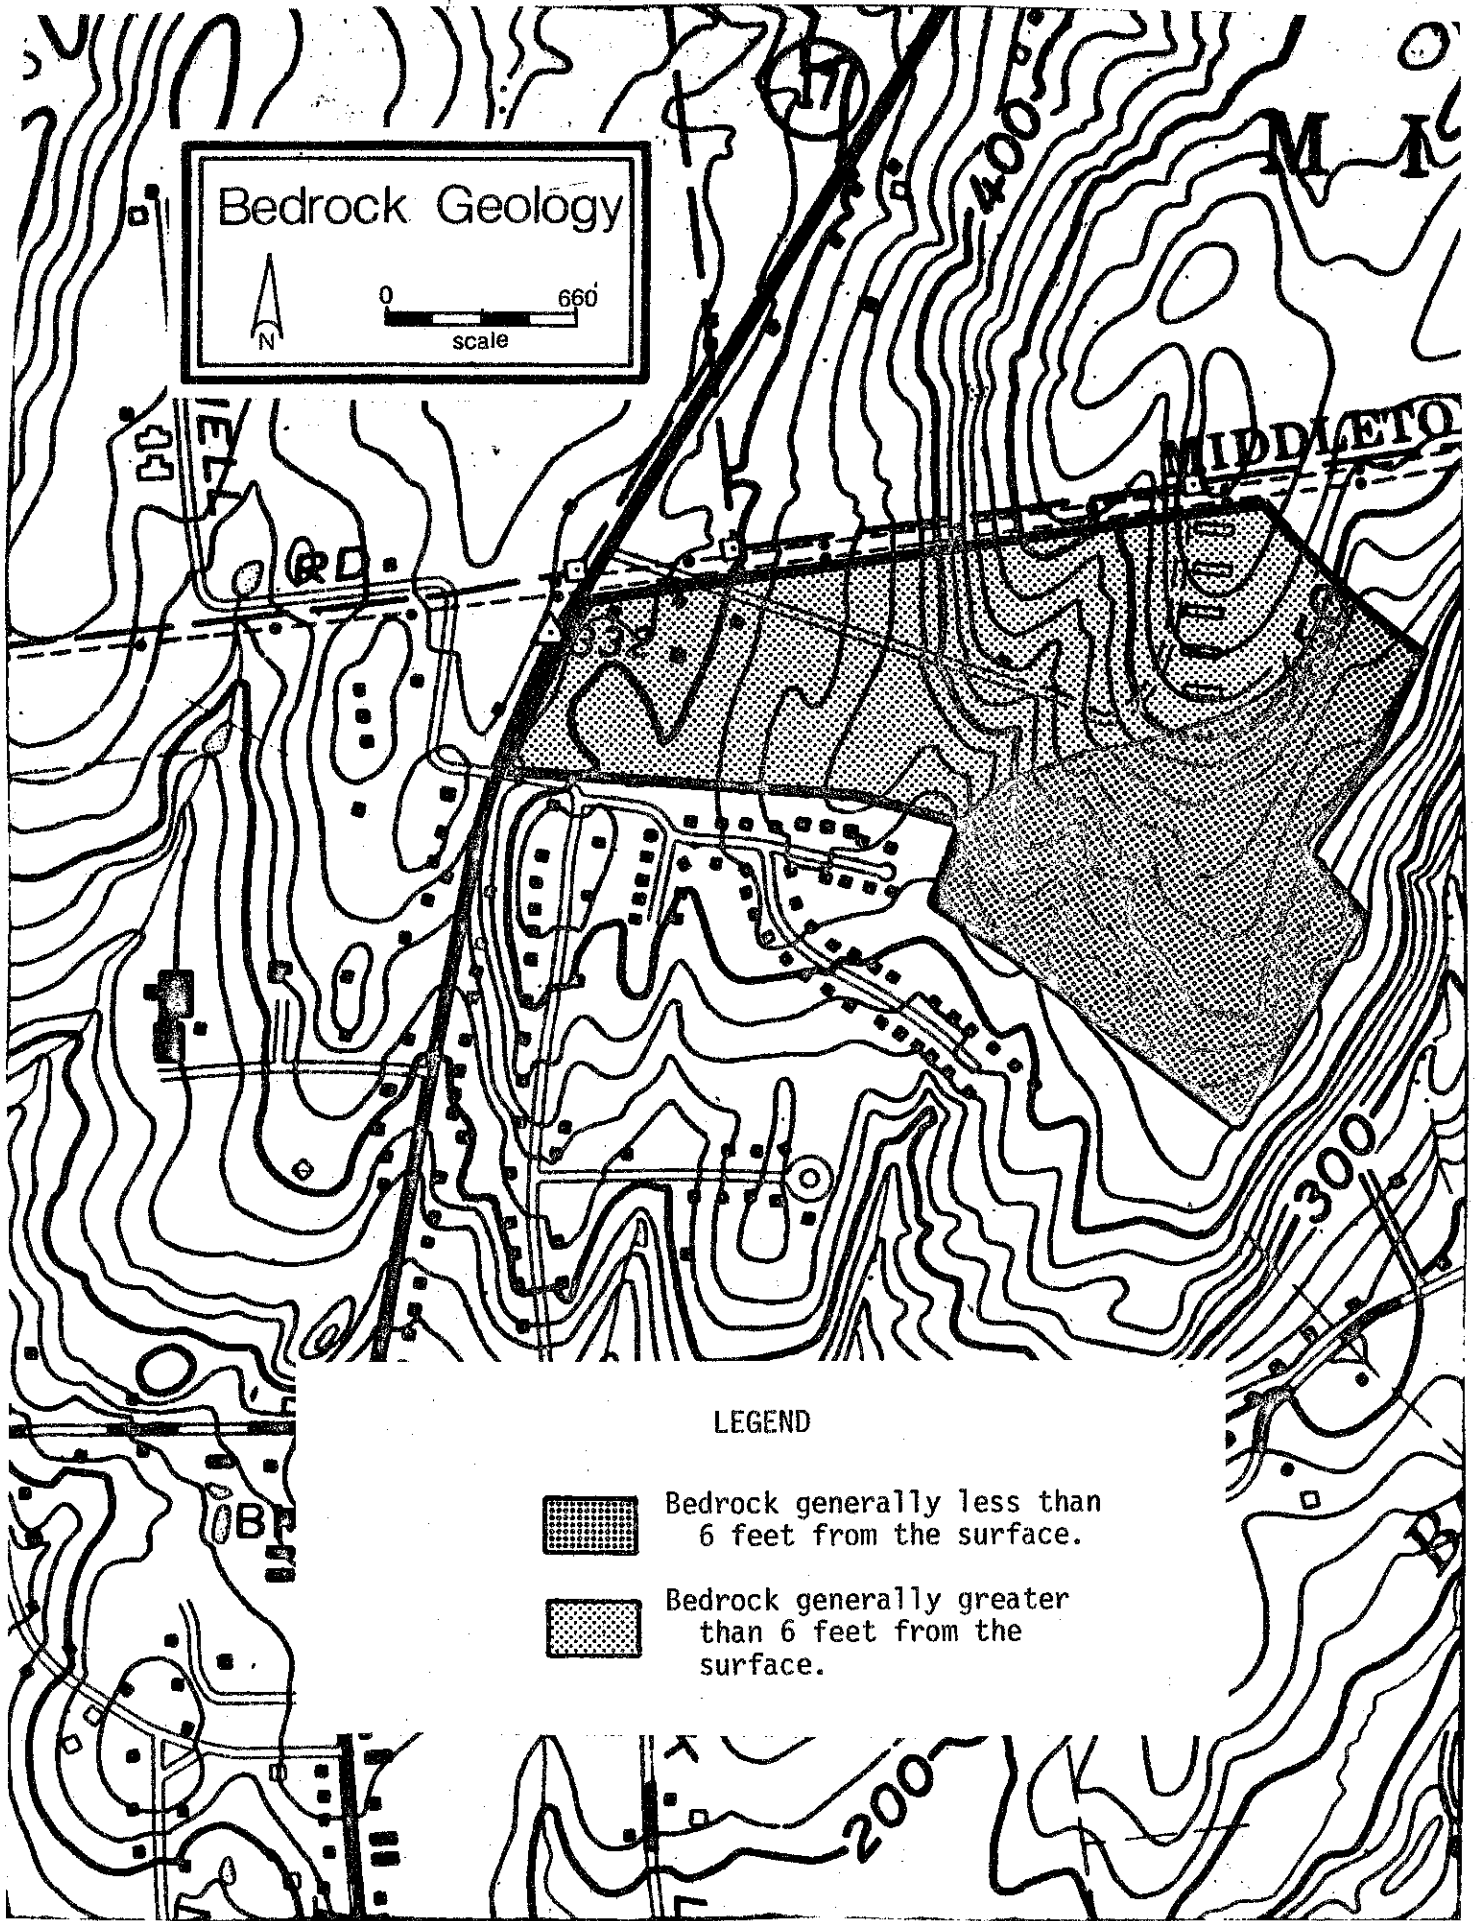 17
400
M I
Bedrock Geology
0 660'
scale
N
MIDDLETO
RD
332
300
LEGEND
Bedrock generally less than
6 feet from the surface.
Bedrock generally greater
than 6 feet from the
surface.
B
B
200